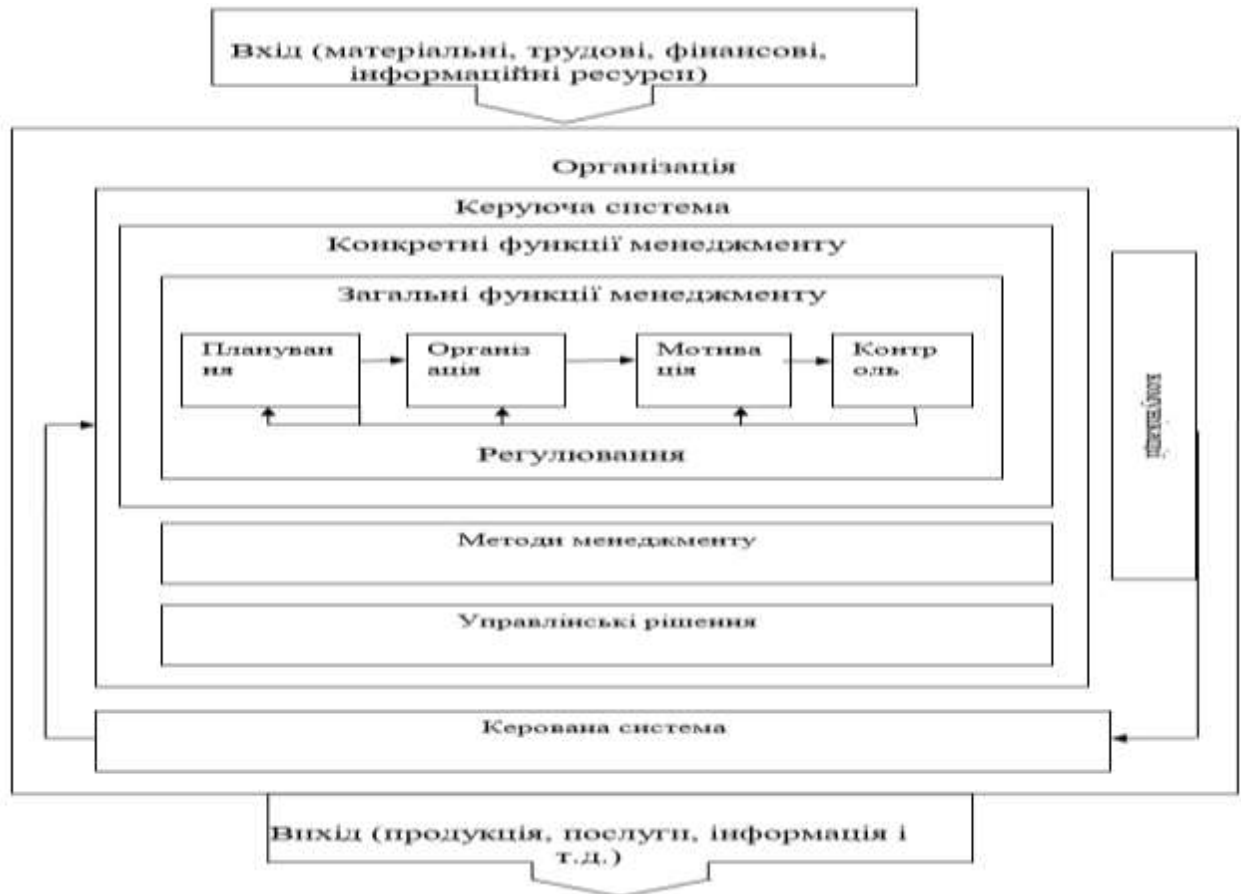 Вхід (матеріальні, трудові, фінансові,
інформаційні ресурси)
Організація
Керуюча система
Конкретні функції менеджменту
Загальні функції менеджменту
Плануван
ня
Організ
ація
Мотива
ція
Контр
оль
Регулювання
Методи менеджменту
Управлінські рішення
комунікації
Керована система
Вихід (продукція, послуги, інформація і
т.д.)